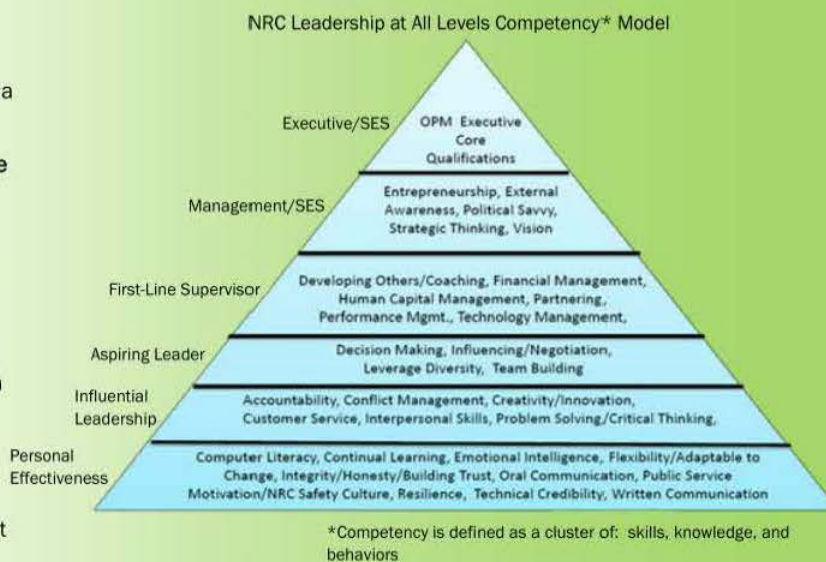 NRC Leadership at All Levels Competency* Model
a
e
t
Executive/SES
OPM Executive
Core
Qualifications
Management/SES
Entrepreneurship, External
Awareness, Political Savvy,
Strategic Thinking, Vision
First-Line Supervisor
Developing Others/Coaching, Financial Management,
Human Capital Management, Partnering,
Performance Mgmt., Technology Management,
Aspiring Leader
Decision Making, Influencing/Negotiation,
Leverage Diversity, Team Building
Influential
Leadership
Accountability, Conflict Management, Creativity/Innovation,
Customer Service, Interpersonal Skills, Problem Solving/Critical Thinking,
Personal
Effectiveness
Computer Literacy, Continual Learning, Emotional Intelligence, Flexibility/Adaptable to
Change, Integrity/Honesty/Building Trust, Oral Communication, Public Service
Motivation/NRC Safety Culture, Resilience, Technical Credibility, Written Communication
*Competency is defined as a cluster of: skills, knowledge, and
behaviors